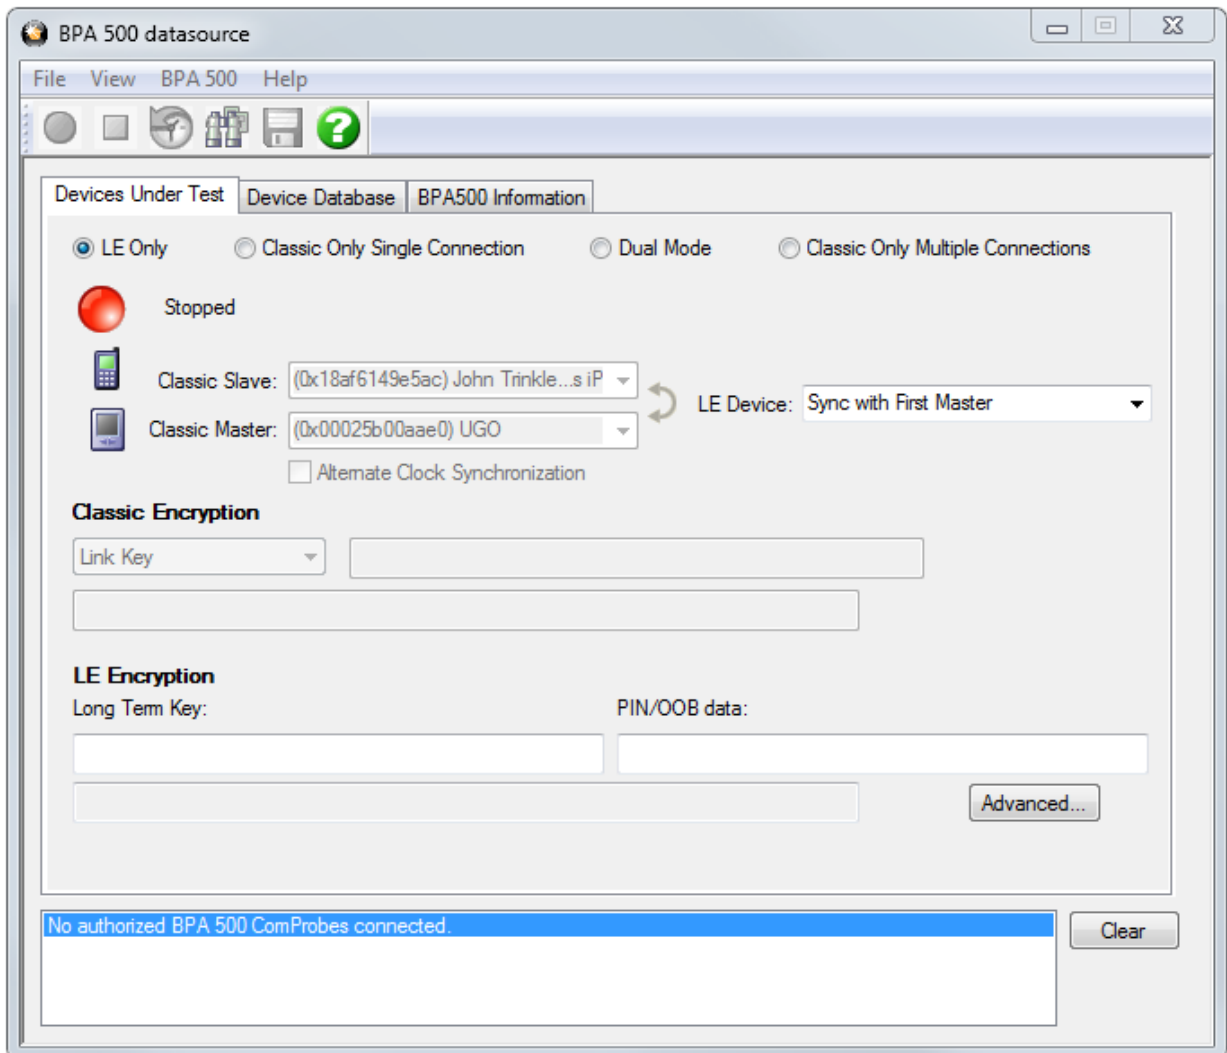 BPA 500 datasource
File View BPA 500 Help
?
Devices Under Test Device Database BPA500 Information
LE Only Classic Only Single Connection Dual Mode Classic Only Multiple Connections
Stopped
Classic Slave: (0x18af6149e5ac) John Trinkle...s iP
LE Device: Sync with First Master
Classic Master: (0x00025b00aae0) UGO
Alternate Clock Synchronization
Classic Encryption
Link Key
LE Encryption
Long Term Key: PIN/OOB data:
Advanced...
No authorized BPA 500 ComProbes connected.
Clear